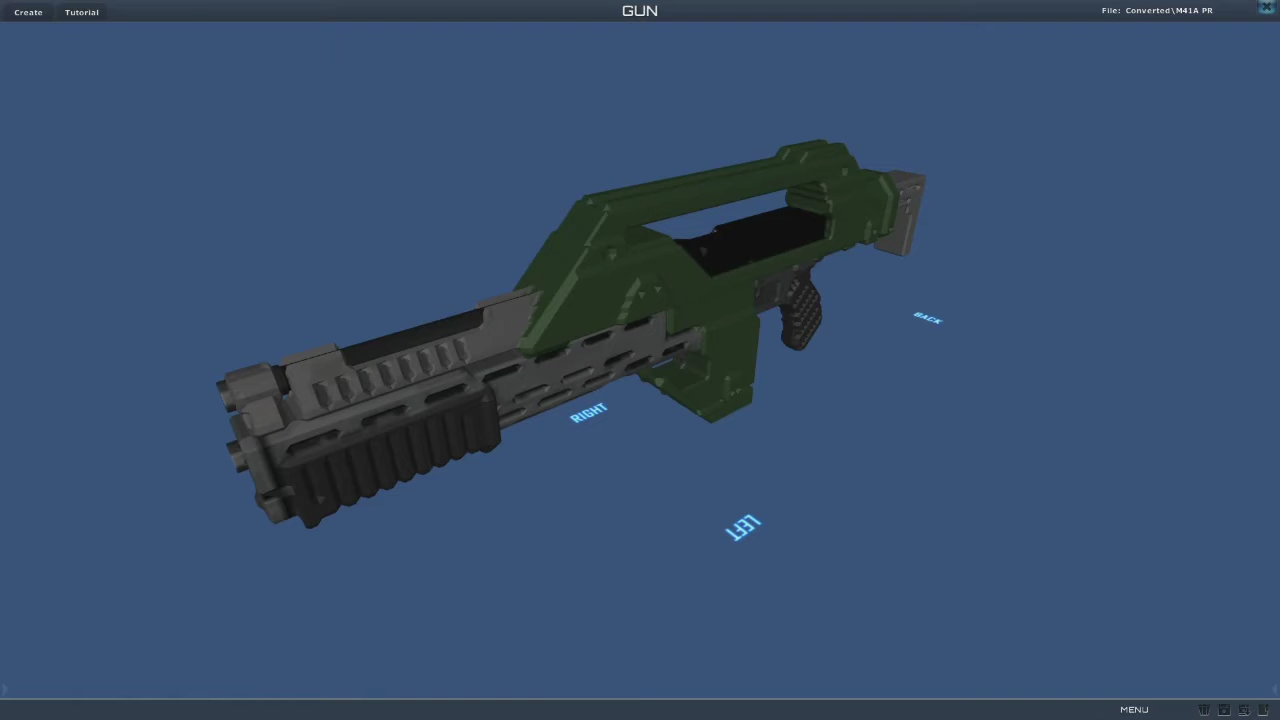 Create
Tutorial
GUN
File: Converted\M41A PR
BACK
RIGHT
LEFT
MENU